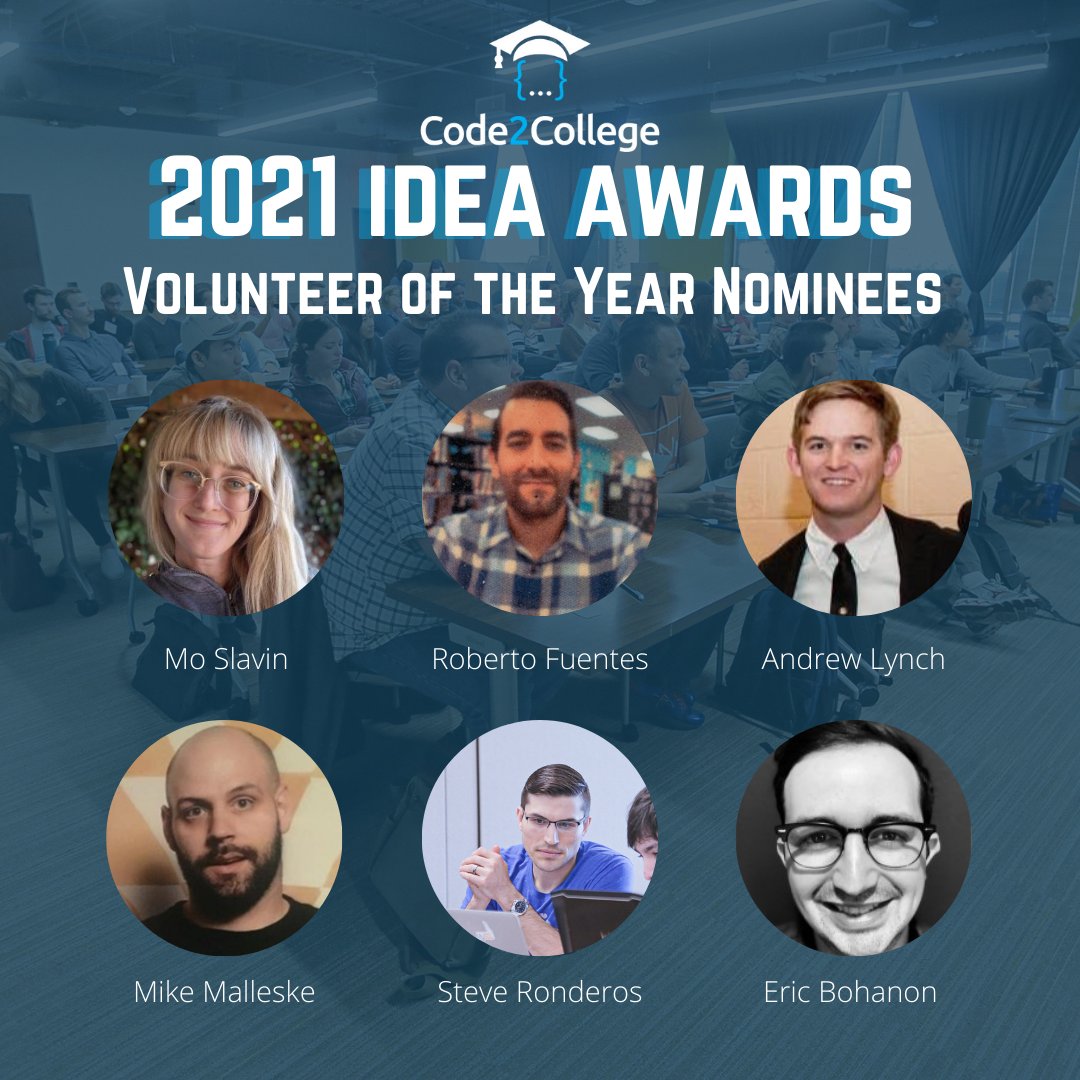 {...}
Code2College
2021 IDEA AWARDS
VOLUNTEER OF THE YEAR NOMINEES
Mo Slavin
Roberto Fuentes
Andrew Lynch
Mike Malleske
Steve Ronderos
Eric Bohanon